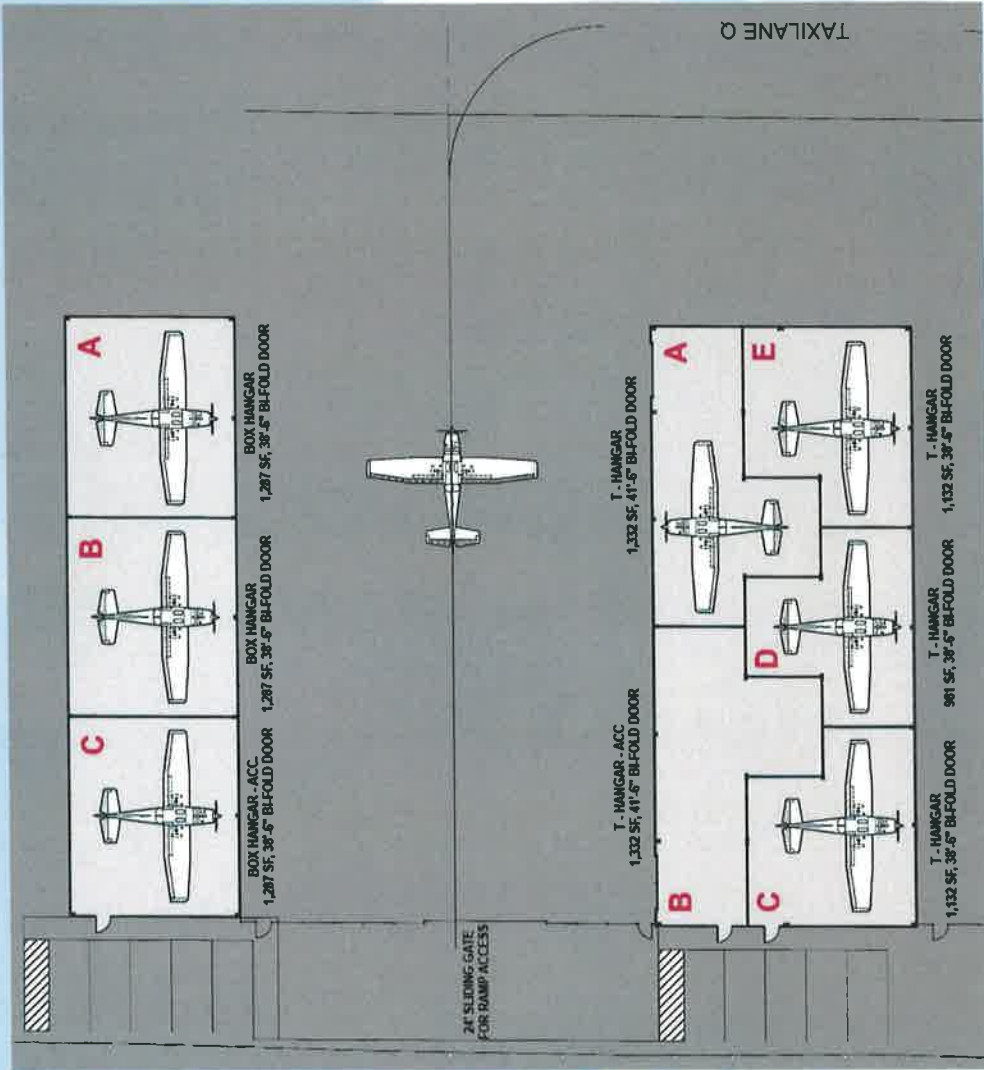 TAXILANE Q
A
B
C
BOX HANGAR
1,287 SF, 38'-6" BI-FOLD DOOR
BOX HANGAR
1,287 SF, 38'-6" BI-FOLD DOOR
BOX HANGAR - ACC
1,287 SF, 38'-6" BI-FOLD DOOR
24' SLIDING GATE
FOR RAMP ACCESS
T - HANGAR
1,332 SF, 41'-6" BI-FOLD DOOR
T - HANGAR - ACC
1,332 SF, 41'-6" BI-FOLD DOOR
A
E
D
B
C
T - HANGAR
1,132 SF, 38'-6" BI-FOLD DOOR
T - HANGAR
981 SF, 38'-6" BI-FOLD DOOR
T - HANGAR
1,132 SF, 38'-6" BI-FOLD DOOR